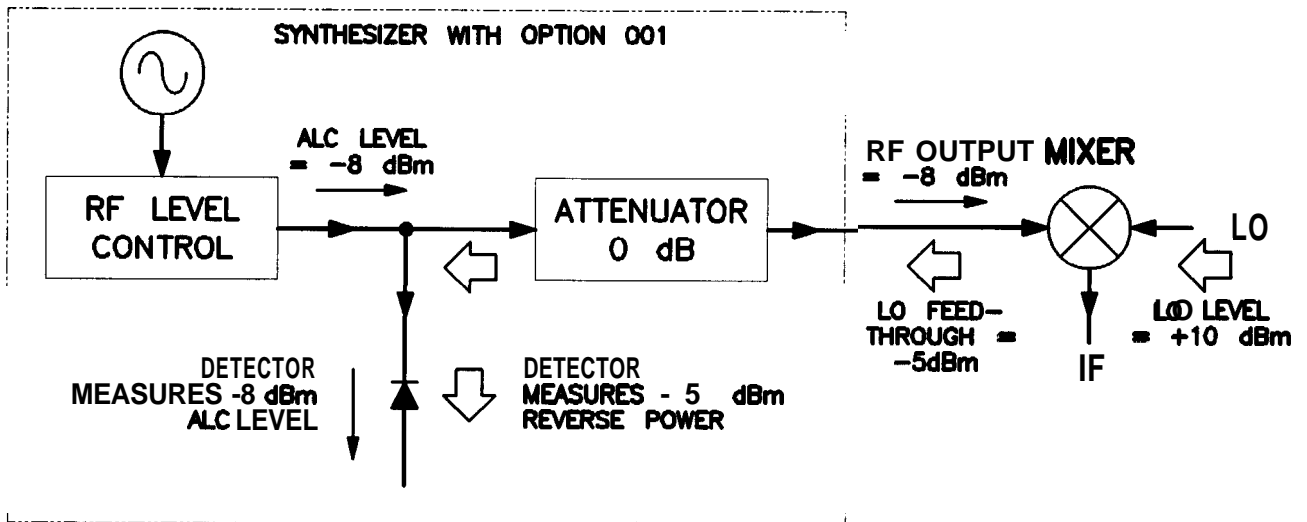 SYNTHESIZER WITH OPTION 001
ALC LEVEL
= -8 dBm
RF LEVEL
CONTROL
ATTENUATOR
0 dB
RF OUTPUT MIXER
= -8 dBm
LO
LO FEED-
THROUGH =
-5dBm
LOO LEVEL
= +10 dBm
IF
DETECTOR
MEASURES -8 dBm
ALC LEVEL
DETECTOR
MEASURES - 5 dBm
REVERSE POWER